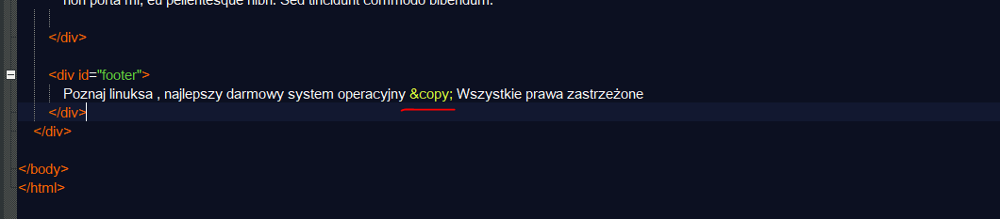 non porta mi, eu pellentesque nibh. Sed tincidunt commodo bibendum.
</div>
<div id="footer">
Poznaj linuksa , najlepszy darmowy system operacyjny &copy; Wszystkie prawa zastrzeżone
</div>
</div>
</body>
</html>